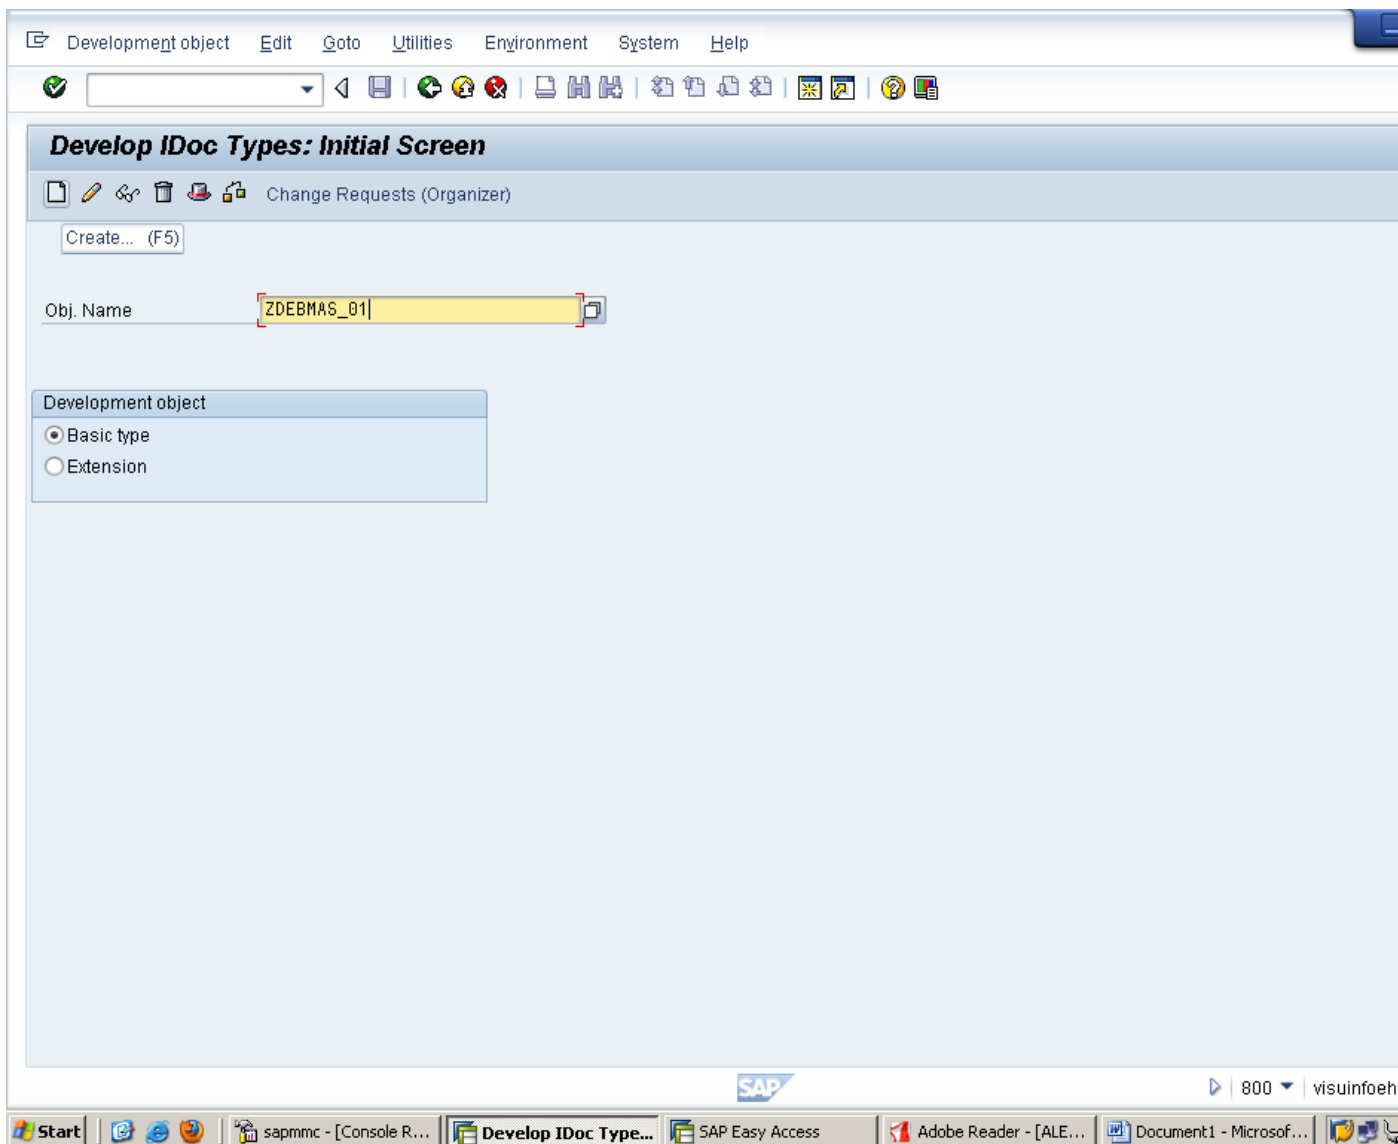 Development object Edit Goto Utilities Environment System Help
Develop IDoc Types: Initial Screen
Change Requests (Organizer)
Create... (F5)
Obj. Name ZDEBMAS_01
Development object
Basic type
Extension
SAP 800 visuinfoeh
Start sapmmc - [Console R... Develop IDoc Type... SAP Easy Access Adobe Reader - [ALE... Document1 - Microsof...